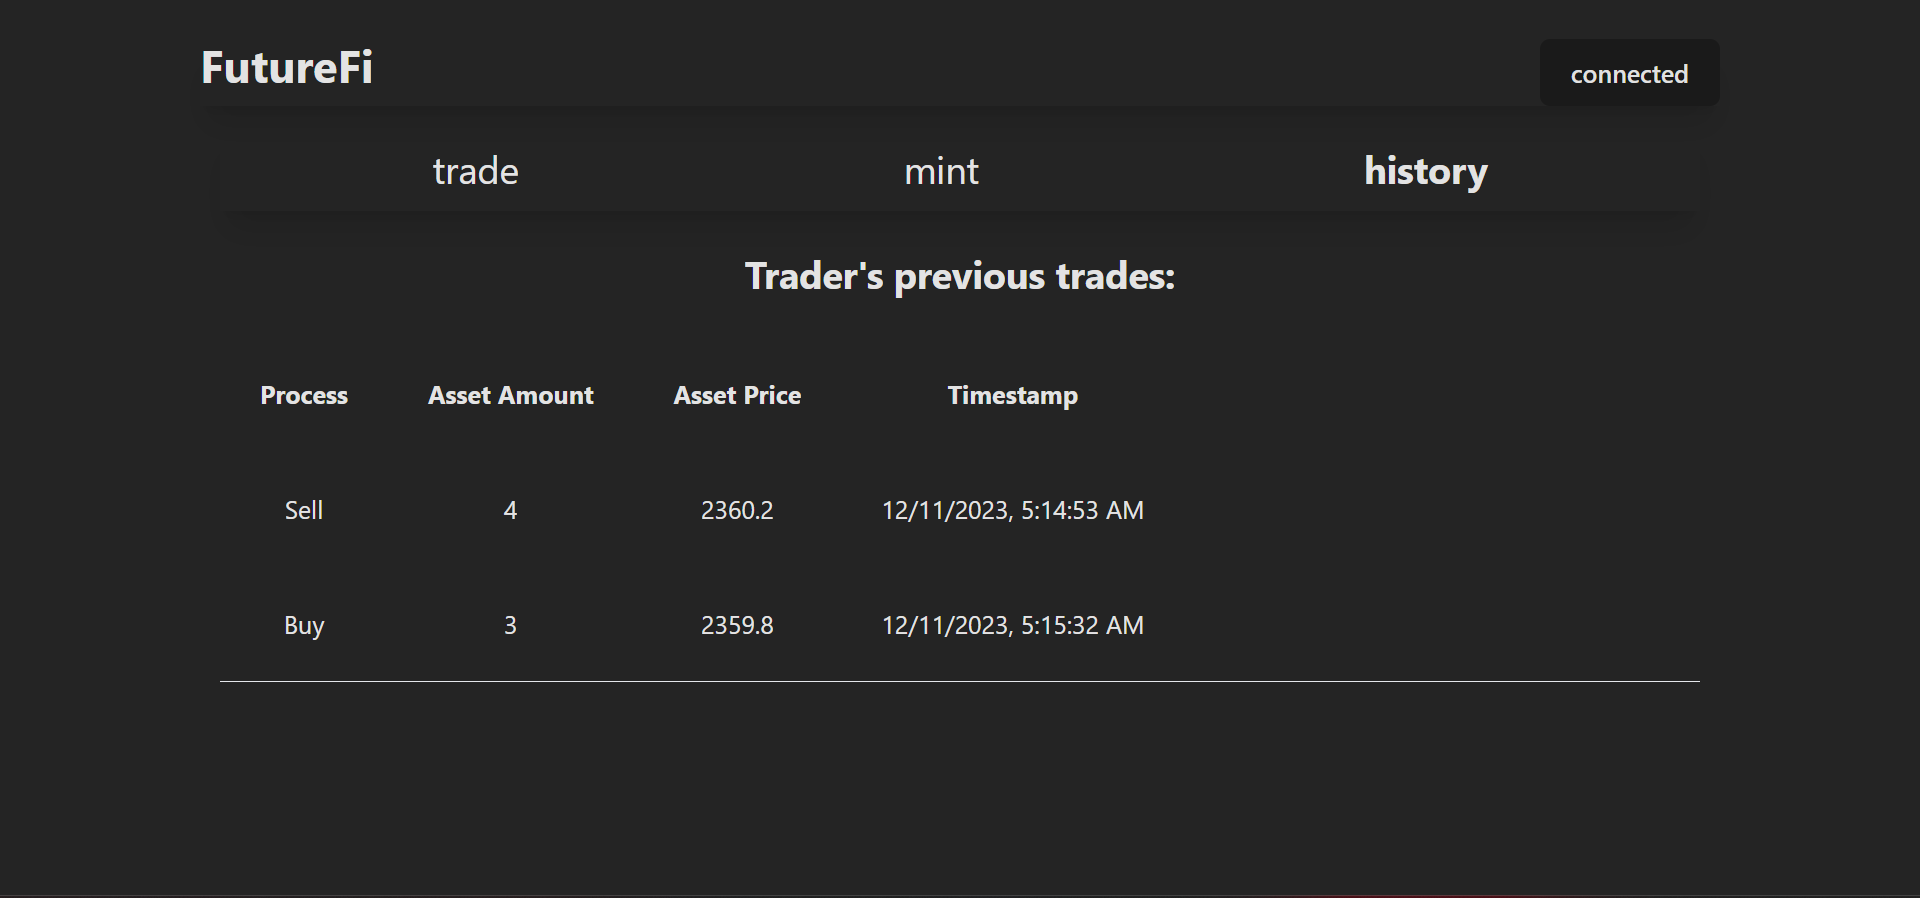 FutureFi
connected
trade mint history
Trader's previous trades:
Process Asset Amount Asset Price Timestamp
Sell 4 2360.2 12/11/2023, 5:14:53 AM
Buy 3 2359.8 12/11/2023, 5:15:32 AM